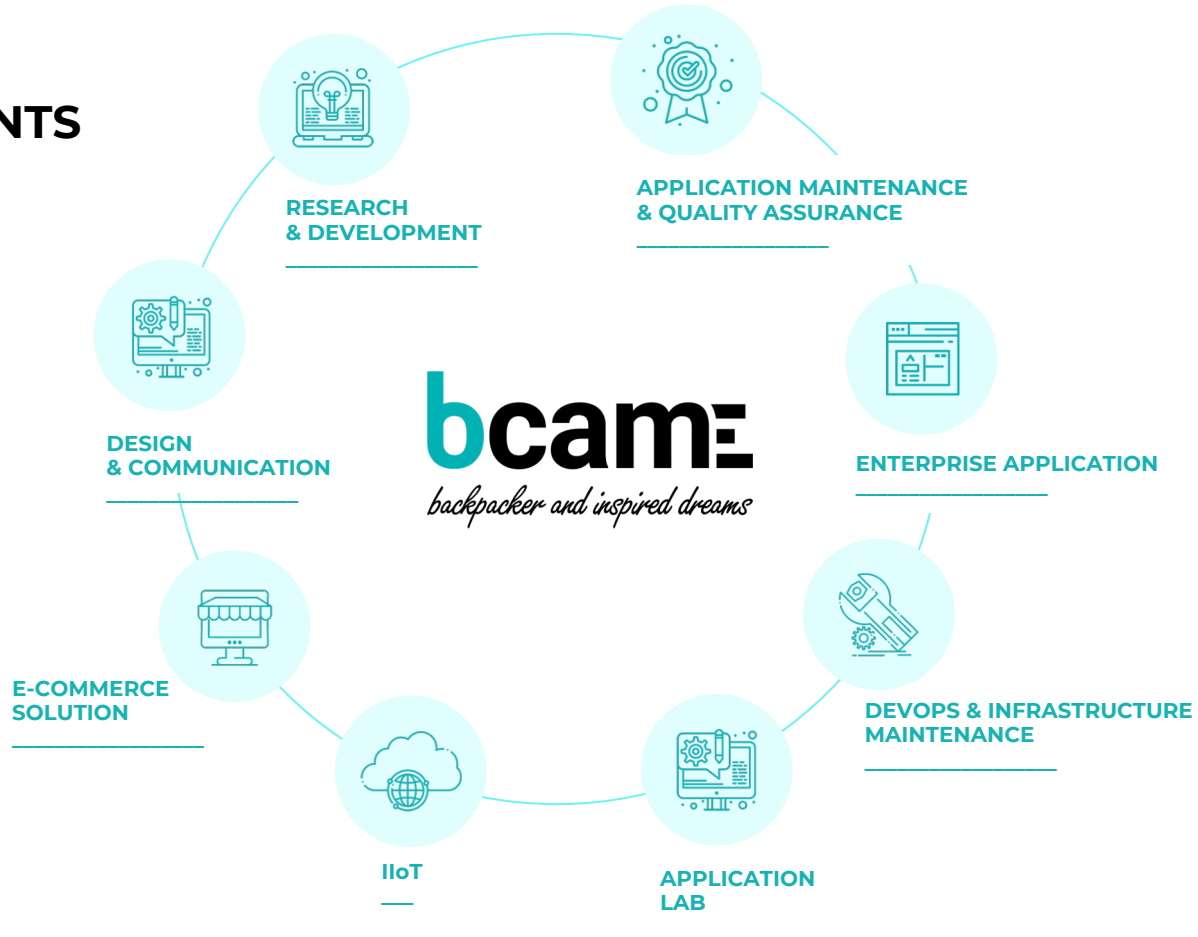 NTS
RESEARCH
& DEVELOPMENT
APPLICATION MAINTENANCE
& QUALITY ASSURANCE
DESIGN
& COMMUNICATION
bcame
backpacker and inspired dreams
ENTERPRISE APPLICATION
E-COMMERCE
SOLUTION
DEVOPS & INFRASTRUCTURE
MAINTENANCE
IIoT
APPLICATION
LAB